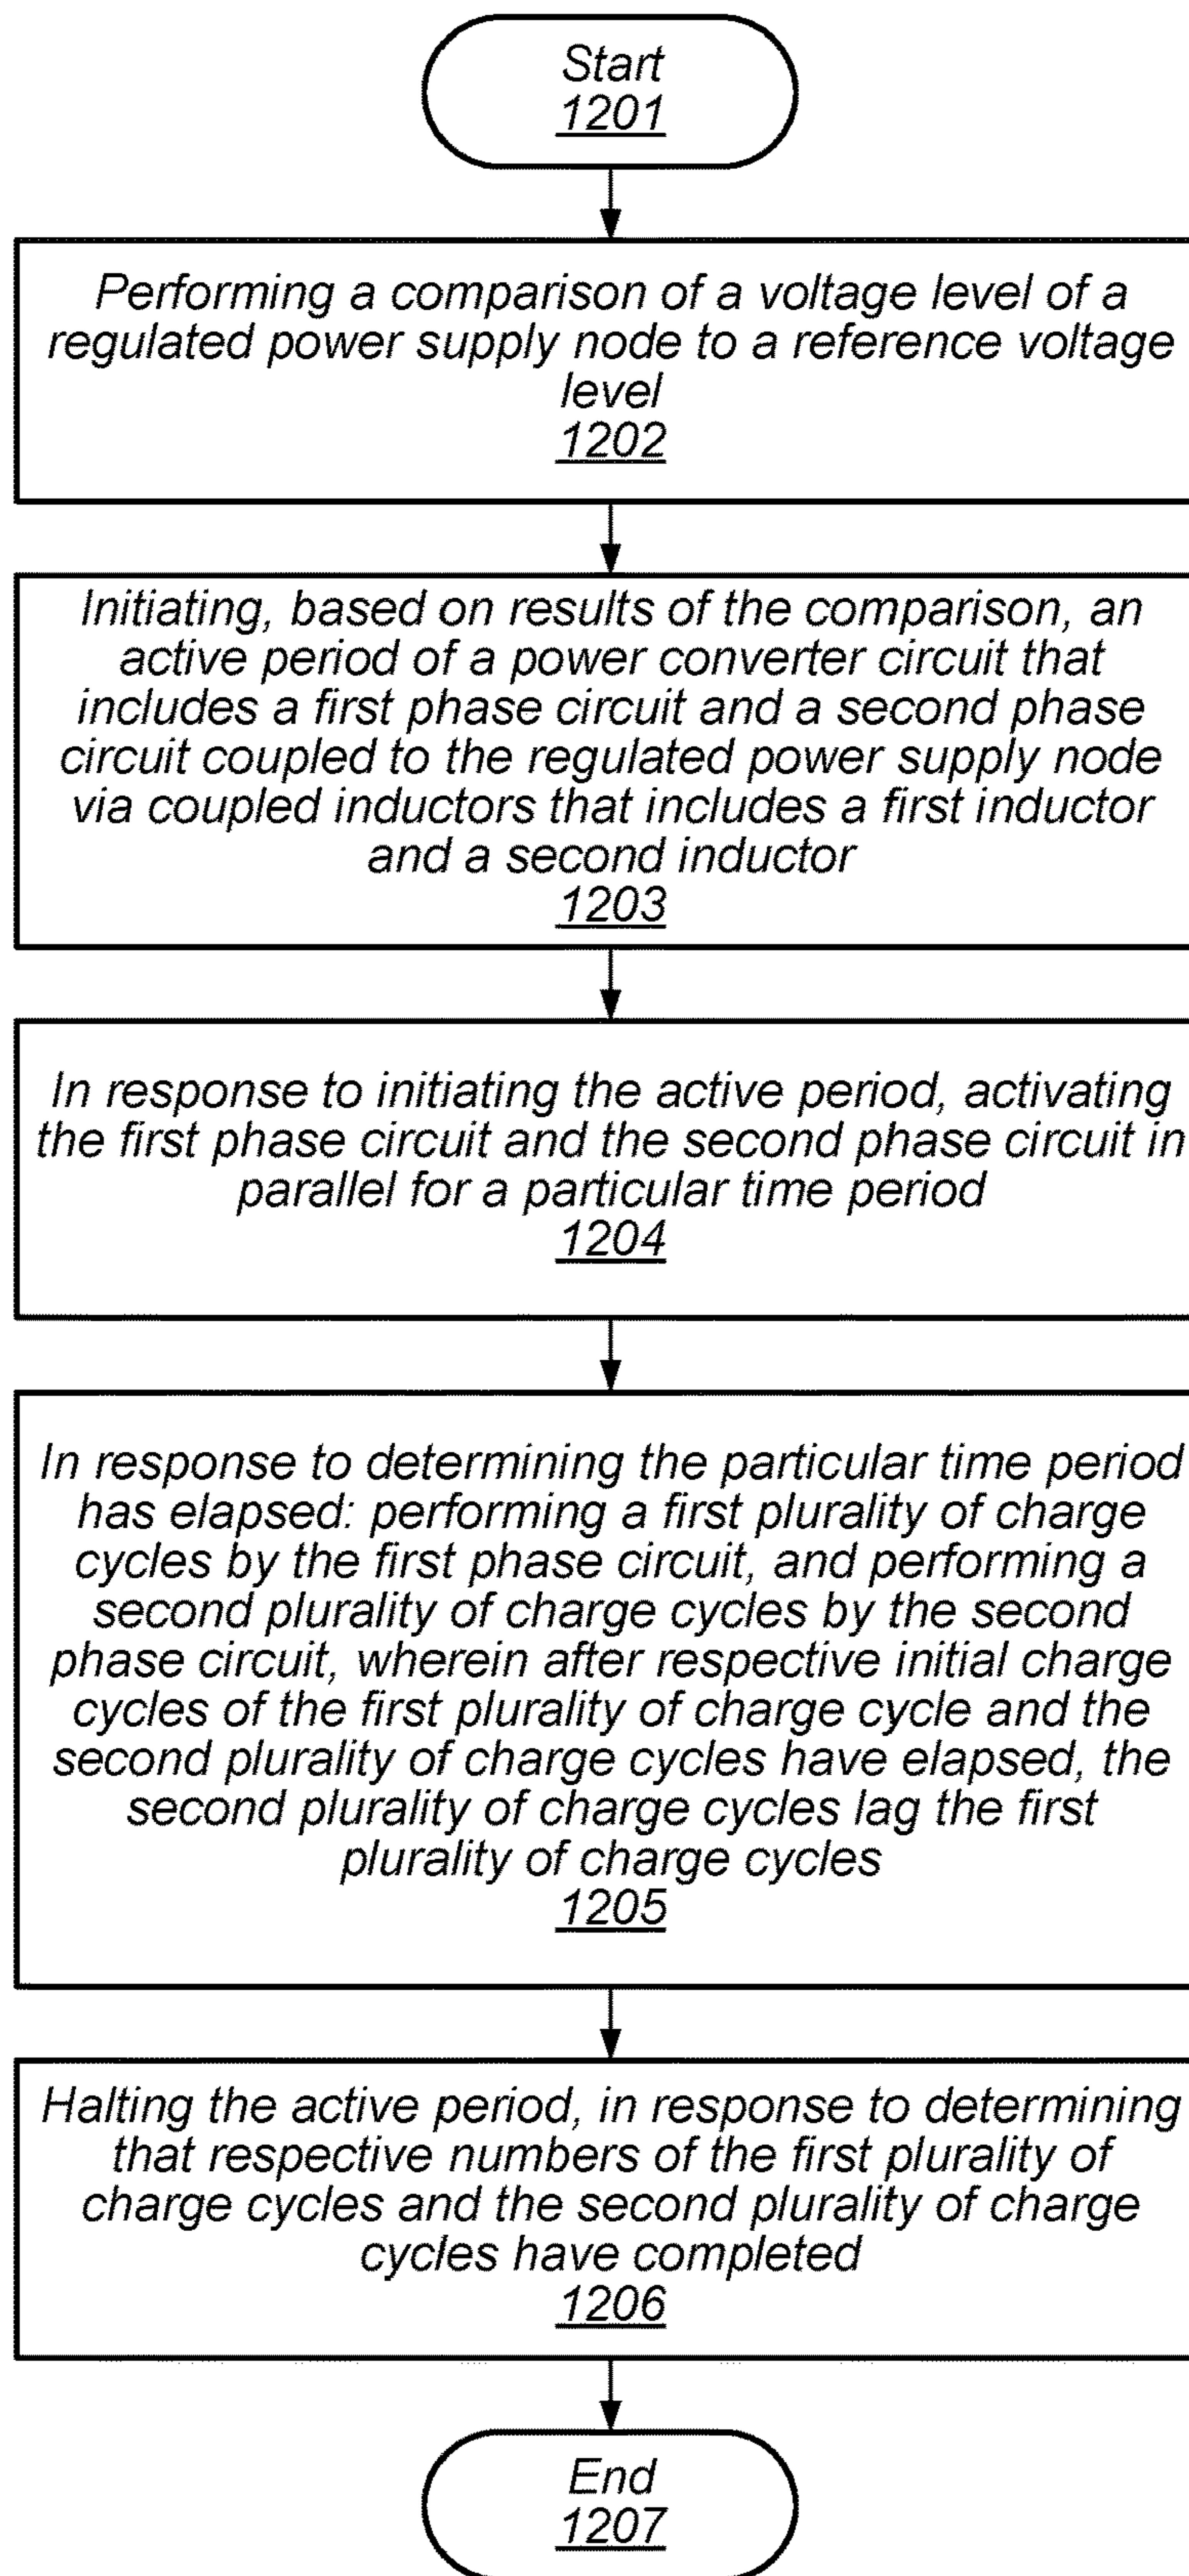 Start
1201
Performing a comparison of a voltage level of a
regulated power supply node to a reference voltage
level
1202
Initiating, based on results of the comparison, an
active period of a power converter circuit that
includes a first phase circuit and a second phase
circuit coupled to the regulated power supply node
via coupled inductors that includes a first inductor
and a second inductor
1203
In response to initiating the active period, activating
the first phase circuit and the second phase circuit in
parallel for a particular time period
1204
In response to determining the particular time period
has elapsed: performing a first plurality of charge
cycles by the first phase circuit, and performing a
second plurality of charge cycles by the second
phase circuit, wherein after respective initial charge
cycles of the first plurality of charge cycle and the
second plurality of charge cycles have elapsed, the
second plurality of charge cycles lag the first
plurality of charge cycles
1205
Halting the active period, in response to determining
that respective numbers of the first plurality of
charge cycles and the second plurality of charge
cycles have completed
1206
End
1207